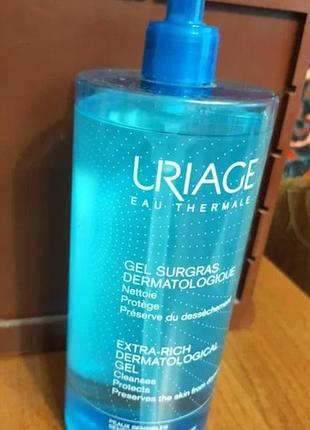 URIAGE
EAU THERMALE
GEL SURGRAS
DERMATOLOGIQUE
Nettoie
Protège
Préserve du dessèchement
EXTRA-RICH
DERMATOLOGICAL
GEL
Cleanses
Protects
Preserves the skin from
PEAUX SENSIBLES